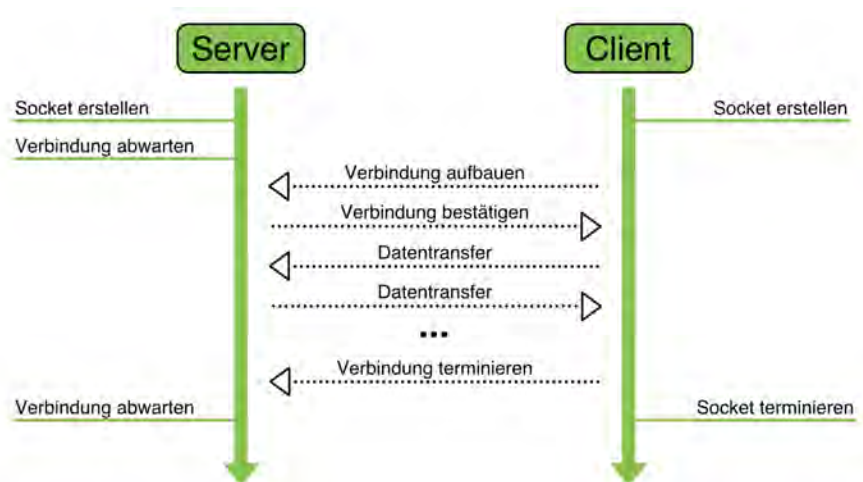 Server
Client
Socket erstellen
Socket erstellen
Verbindung abwarten
Verbindung aufbauen
Verbindung bestätigen
Datentransfer
Datentransfer
...
Verbindung terminieren
Verbindung abwarten
Socket terminieren